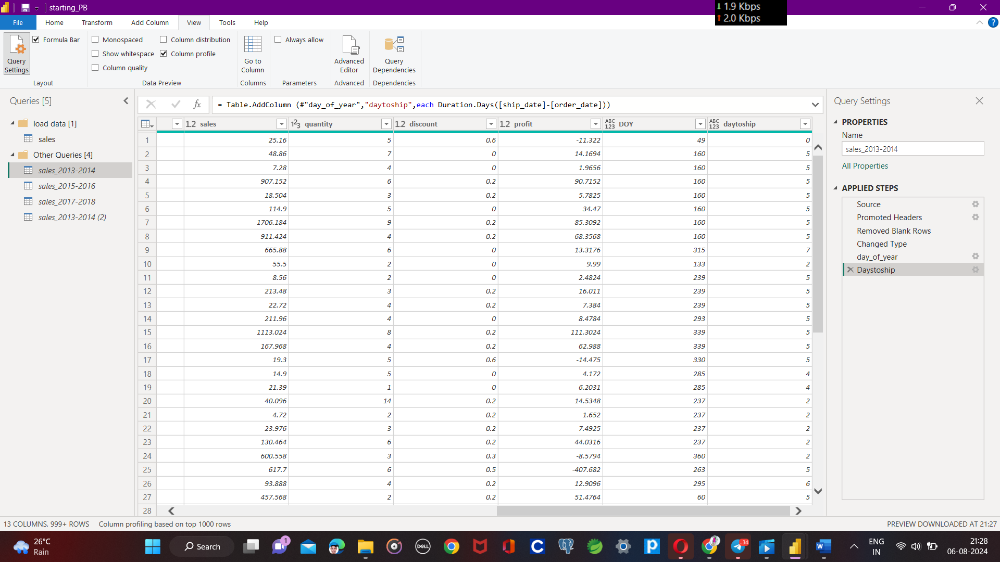 starting_PB
1.9 Kbps
2.0 Kbps
File Home Transform Add Column View Tools Help
Query Settings
Formula Bar
Layout
Monospaced
Show whitespace
Column quality
Column distribution
Column profile
Data Preview
Go to Column
Columns
Always allow
Parameters
Advanced Editor
Advanced
Query Dependencies
Dependencies
Queries [5]
load data [1]
sales
Other Queries [4]
sales_2013-2014
sales_2015-2016
sales_2017-2018
sales_2013-2014 (2)
fx = Table.AddColumn (#"day_of_year","daytoship",each Duration.Days([ship_date]-[order_date]))
1.2 sales 123 quantity 1.2 discount 1.2 profit ABC 123 DOY ABC 123 daytoship
1 25.16 5 0.6 -11.322 49 0
2 48.86 7 0 14.1694 160 5
3 7.28 4 0 1.9656 160 5
4 907.152 6 0.2 90.7152 160 5
5 18.504 3 0.2 5.7825 160 5
6 114.9 5 0 34.47 160 5
7 1706.184 9 0.2 85.3092 160 5
8 911.424 4 0.2 68.3568 160 5
9 665.88 6 0 13.3176 315 7
10 55.5 2 0 9.99 133 2
11 8.56 2 0 2.4824 239 5
12 213.48 3 0.2 16.011 239 5
13 22.72 4 0.2 7.384 239 5
14 211.96 4 0 8.4784 293 5
15 1113.024 8 0.2 111.3024 339 5
16 167.968 4 0.2 62.988 339 5
17 19.3 5 0.6 -14.475 330 5
18 14.9 5 0 4.172 285 4
19 21.39 1 0 6.2031 285 4
20 40.096 14 0.2 14.5348 237 2
21 4.72 2 0.2 1.652 237 2
22 23.976 3 0.2 7.4925 237 2
23 130.464 6 0.2 44.0316 237 2
24 600.558 3 0.3 -8.5794 360 2
25 617.7 6 0.5 -407.682 263 5
26 93.888 4 0.2 12.9096 295 6
27 457.568 2 0.2 51.4764 60 5
28
Query Settings
PROPERTIES
Name
sales_2013-2014
All Properties
APPLIED STEPS
Source
Promoted Headers
Removed Blank Rows
Changed Type
day_of_year
Daystoship
13 COLUMNS, 999+ ROWS Column profiling based on top 1000 rows
PREVIEW DOWNLOADED AT 21:27
26°C
Rain
Search
1
DELL
34
ENG
IN
21:28
06-08-2024